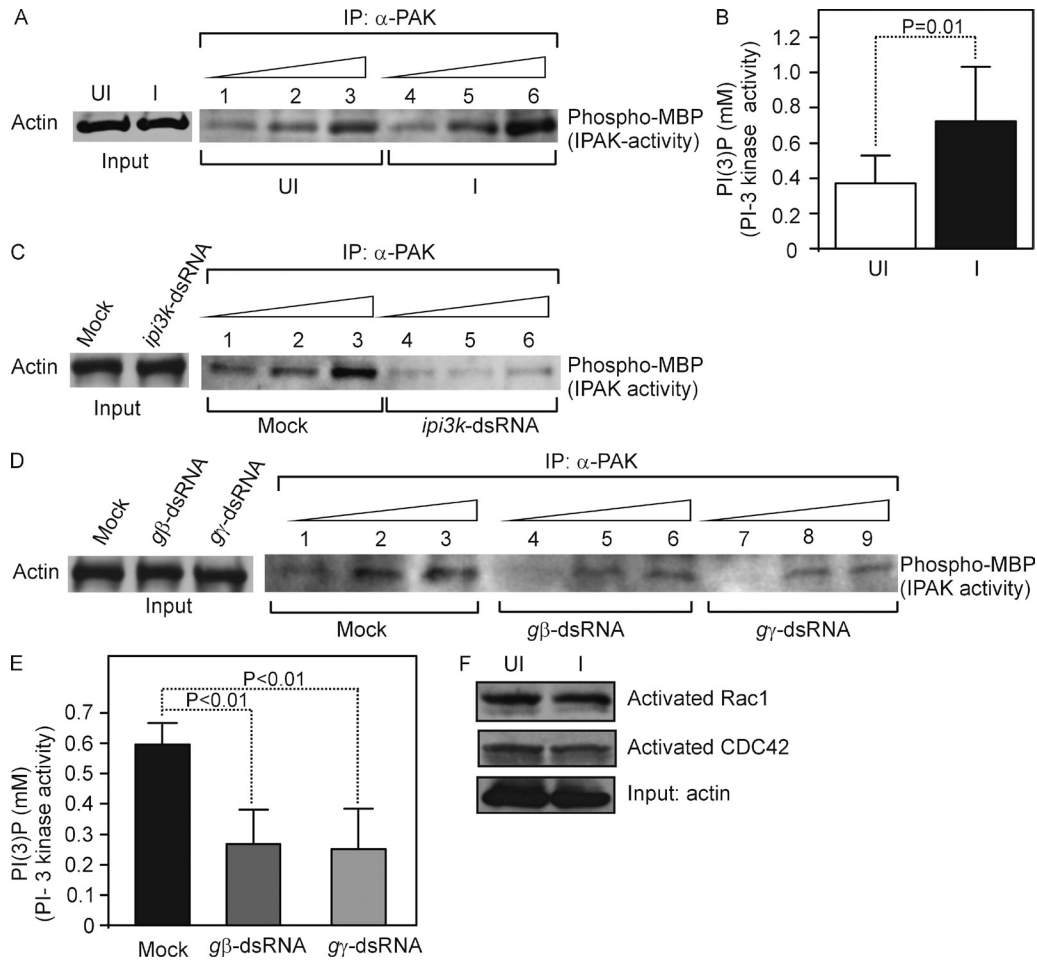 A
IP: α-PAK
UI I
1 2 3 4 5 6
Actin
Phospho-MBP
(IPAK-activity)
Input
UI I
B
P=0.01
PI(3)P (mM)
(PI-3 kinase activity)
1.2
1.0
0.8
0.6
0.4
0.2
0
UI I
C
IP: α-PAK
Mock
ipi3k-dsRNA
1 2 3 4 5 6
Actin
Phospho-MBP
(IPAK activity)
Input
Mock ipi3k-dsRNA
D
IP: α-PAK
Mock
gβ-dsRNA
gγ-dsRNA
1 2 3 4 5 6 7 8 9
Actin
Phospho-MBP
(IPAK activity)
Input
Mock gβ-dsRNA gγ-dsRNA
E
P<0.01
P<0.01
PI(3)P (mM)
(PI- 3 kinase activity)
0.7
0.6
0.5
0.4
0.3
0.2
0.1
0
Mock gβ-dsRNA gγ-dsRNA
F
UI I
Activated Rac1
Activated CDC42
Input: actin